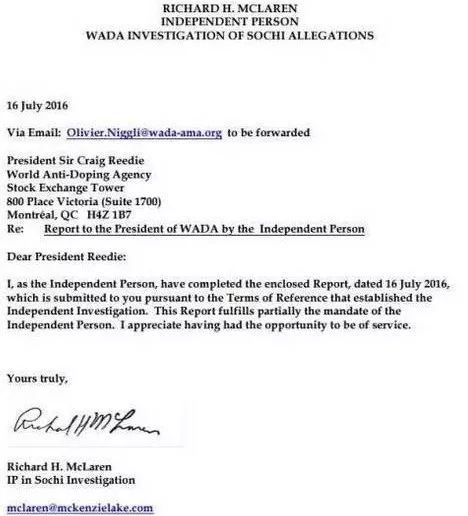 RICHARD H. MCLAREN
INDEPENDENT PERSON
WADA INVESTIGATION OF SOCHI ALLEGATIONS
16 July 2016
Via Email: Olivier.Niggli@wada-ama.org to be forwarded
President Sir Craig Reedie
World Anti-Doping Agency
Stock Exchange Tower
800 Place Victoria (Suite 1700)
Montréal, QC H4Z 1B7
Re: Report to the President of WADA by the Independent Person
Dear President Reedie:
I, as the Independent Person, have completed the enclosed Report, dated 16 July 2016,
which is submitted to you pursuant to the Terms of Reference that established the
Independent Investigation. This Report fulfills partially the mandate of the
Independent Person. I appreciate having had the opportunity to be of service.
Yours truly,
Richard H McLaren
Richard H. McLaren
IP in Sochi Investigation
mclaren@mckenzielake.com